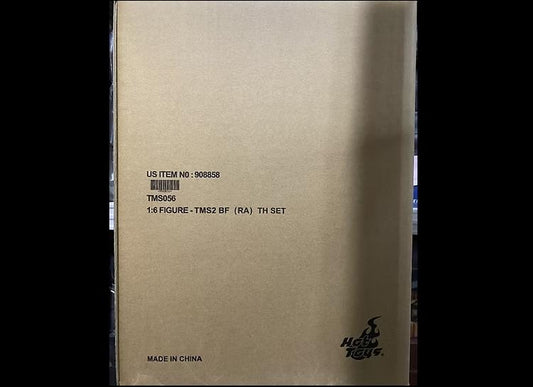 US ITEM N0 : 908858
TMS056
1:6 FIGURE - TMS2 BF (RA) TH SET
Hot
Toys.
MADE IN CHINA